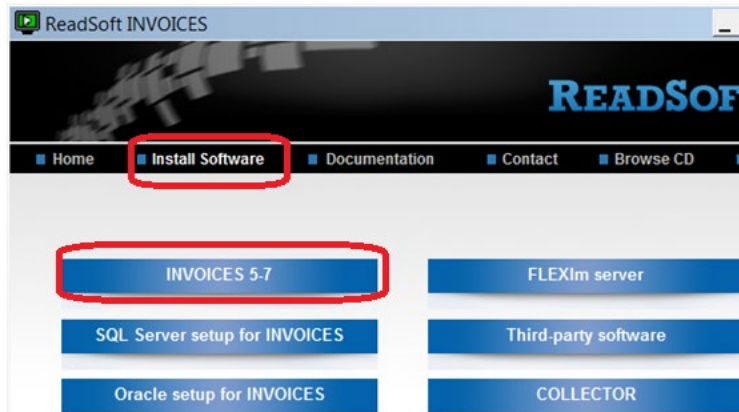 ReadSoft INVOICES
READSOF
Home Install Software Documentation Contact Browse CD
INVOICES 5-7 FLEXlm server
SQL Server setup for INVOICES Third-party software
Oracle setup for INVOICES COLLECTOR